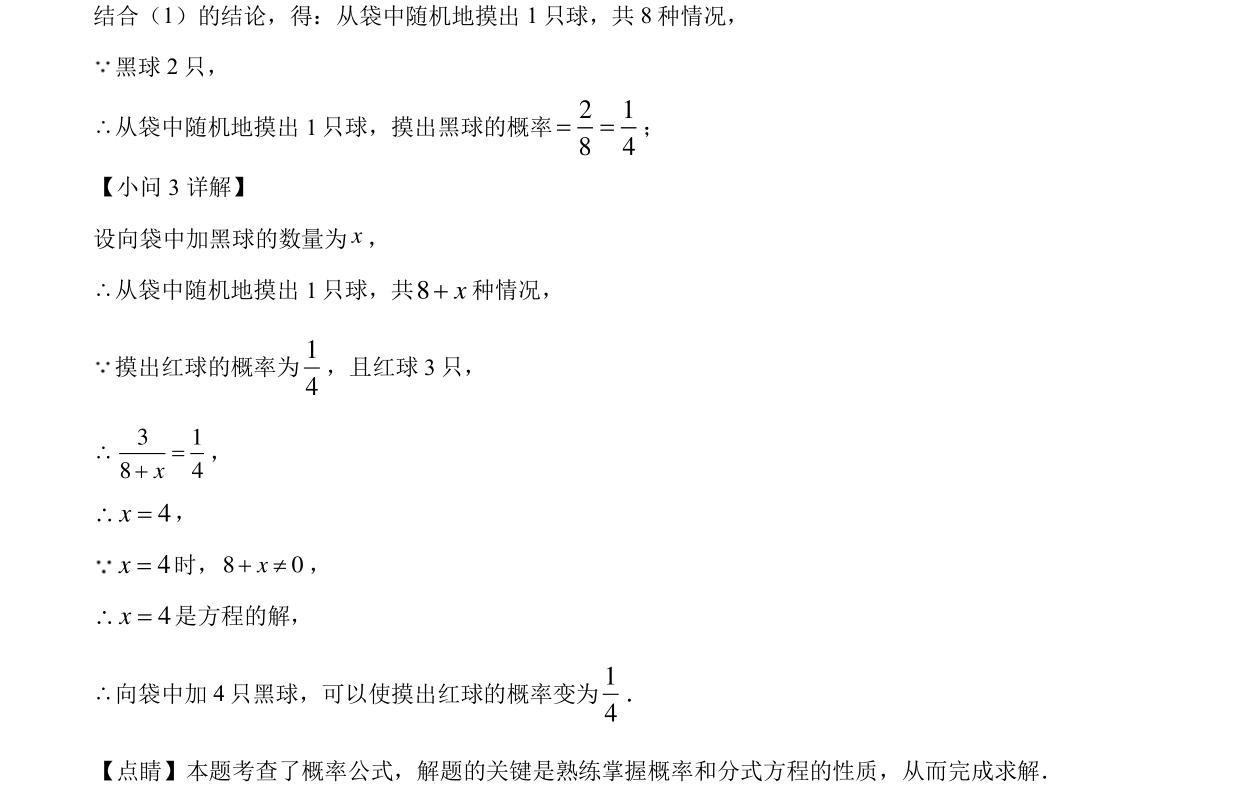 结合（1）的结论，得：从袋中随机地摸出 1 只球，共 8 种情况，
∵黑球 2 只，
∴从袋中随机地摸出 1 只球，摸出黑球的概率 = 2/8 = 1/4；
【小问 3 详解】
设向袋中加黑球的数量为 x，
∴从袋中随机地摸出 1 只球，共 8 + x 种情况，
∵摸出红球的概率为 1/4，且红球 3 只，
∴ 3/(8 + x) = 1/4，
∴ x = 4，
∵ x = 4 时，8 + x ≠ 0，
∴ x = 4 是方程的解，
∴向袋中加 4 只黑球，可以使摸出红球的概率变为 1/4．
【点睛】本题考查了概率公式，解题的关键是熟练掌握概率和分式方程的性质，从而完成求解．